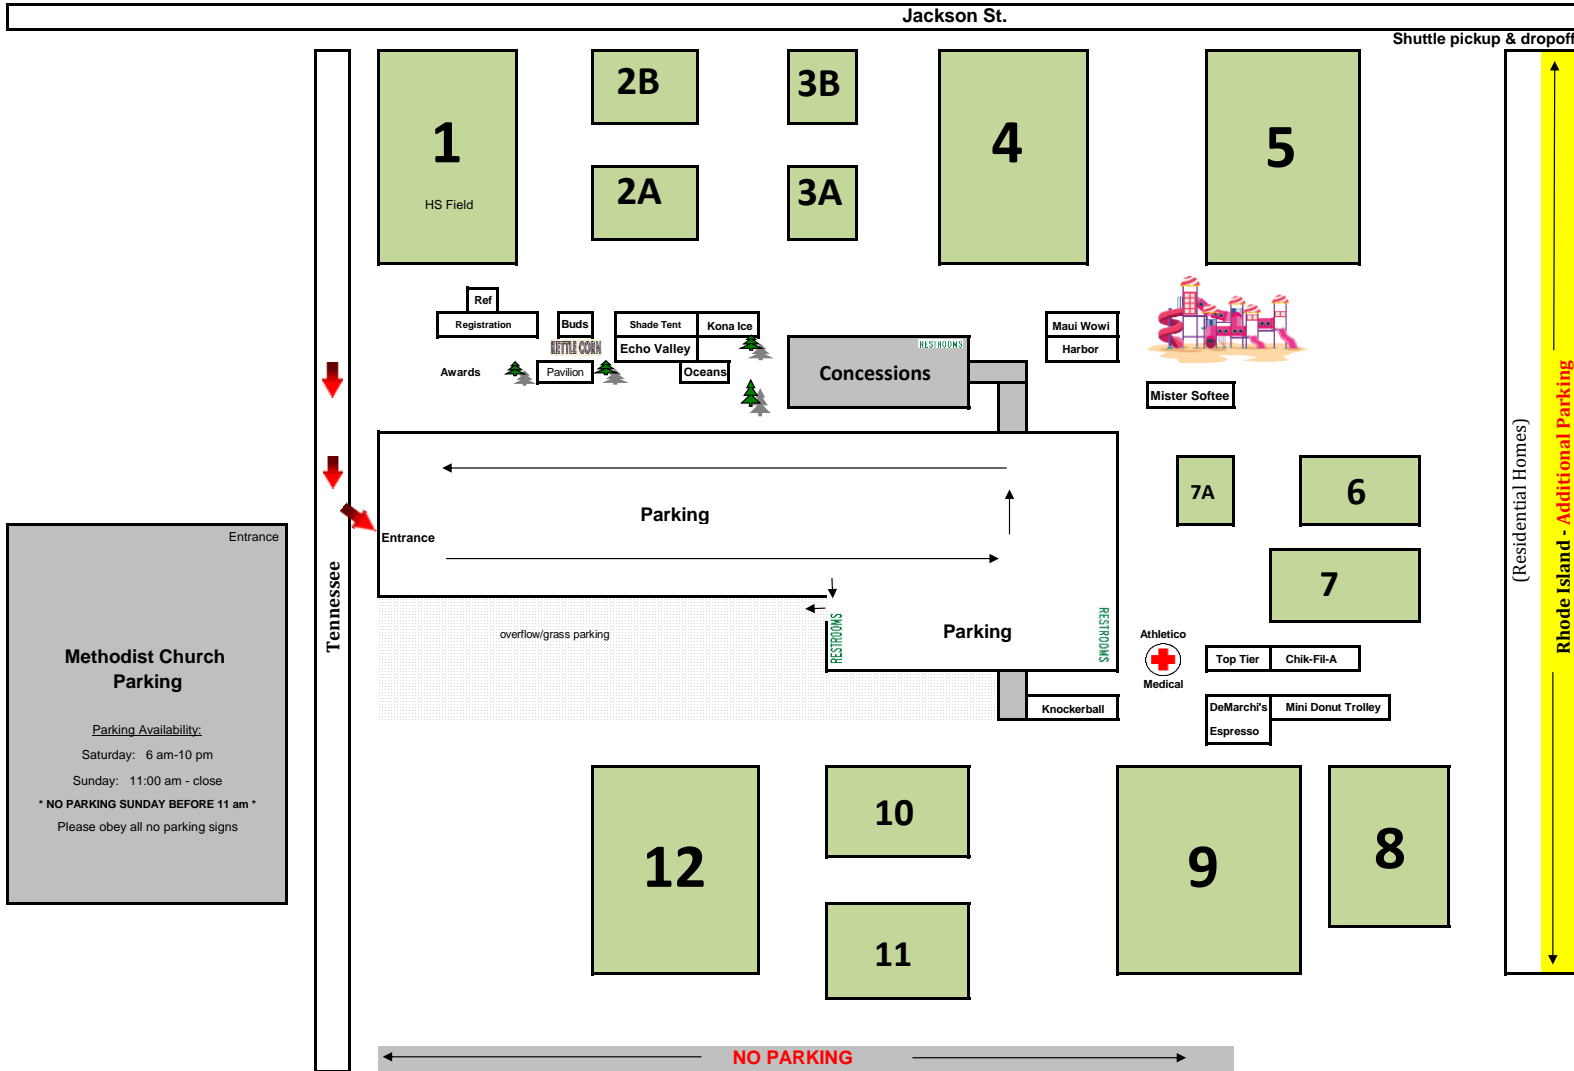 Jackson St.
Shuttle pickup & dropoff
1
HS Field
2B
3B
2A
3A
4
5
Ref
Registration
Buds
KETTLE CORN
Shade Tent
Kona Ice
Echo Valley
Awards
Pavilion
Oceans
RESTROOMS
Concessions
Maui Wowi
Harbor
Mister Softee
Parking
Entrance
7A
6
7
overflow/grass parking
RESTROOMS
Parking
RESTROOMS
Athletico
Medical
Top Tier
Chik-Fil-A
Knockerball
DeMarchi's
Espresso
Mini Donut Trolley
Tennessee
Entrance
Methodist Church
Parking
Parking Availability:
Saturday: 6 am-10 pm
Sunday: 11:00 am - close
* NO PARKING SUNDAY BEFORE 11 am *
Please obey all no parking signs
(Residential Homes)
Rhode Island - Additional Parking
12
10
11
9
8
NO PARKING